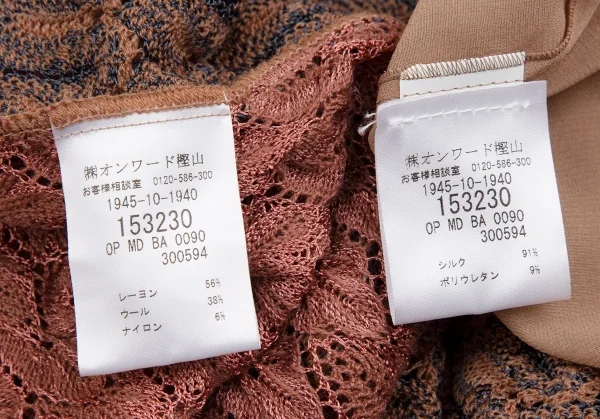 ㈱オンワード樫山
お客様相談室 0120-586-300
1945-10-1940
153230
OP MD BA 0090
300594
レーヨン 56%
ウール 38%
ナイロン 6%
㈱オンワード樫山
お客様相談室 0120-586-300
1945-10-1940
153230
OP MD BA 0090
300594
シルク 91%
ポリウレタン 9%